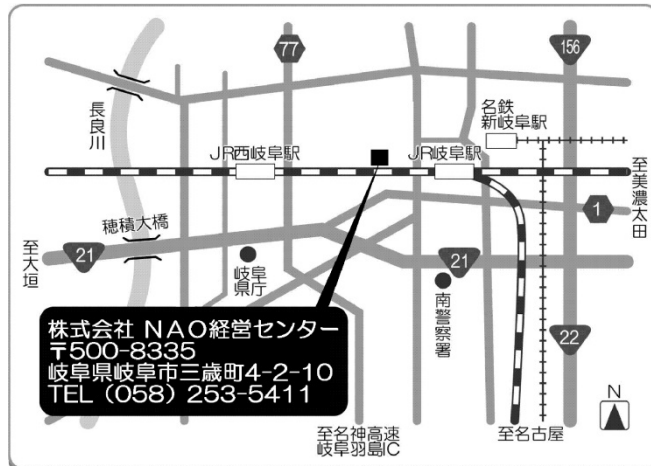 77
156
長良川
名鉄
新岐阜駅
JR西岐阜駅
JR岐阜駅
至美濃太田
穂積大橋
1
至大垣
21
岐阜
県庁
21
南警察署
22
株式会社 NAO経営センター
〒500-8335
岐阜県岐阜市三歳町4-2-10
TEL (058) 253-5411
N
至名神高速
岐阜羽島IC
至名古屋